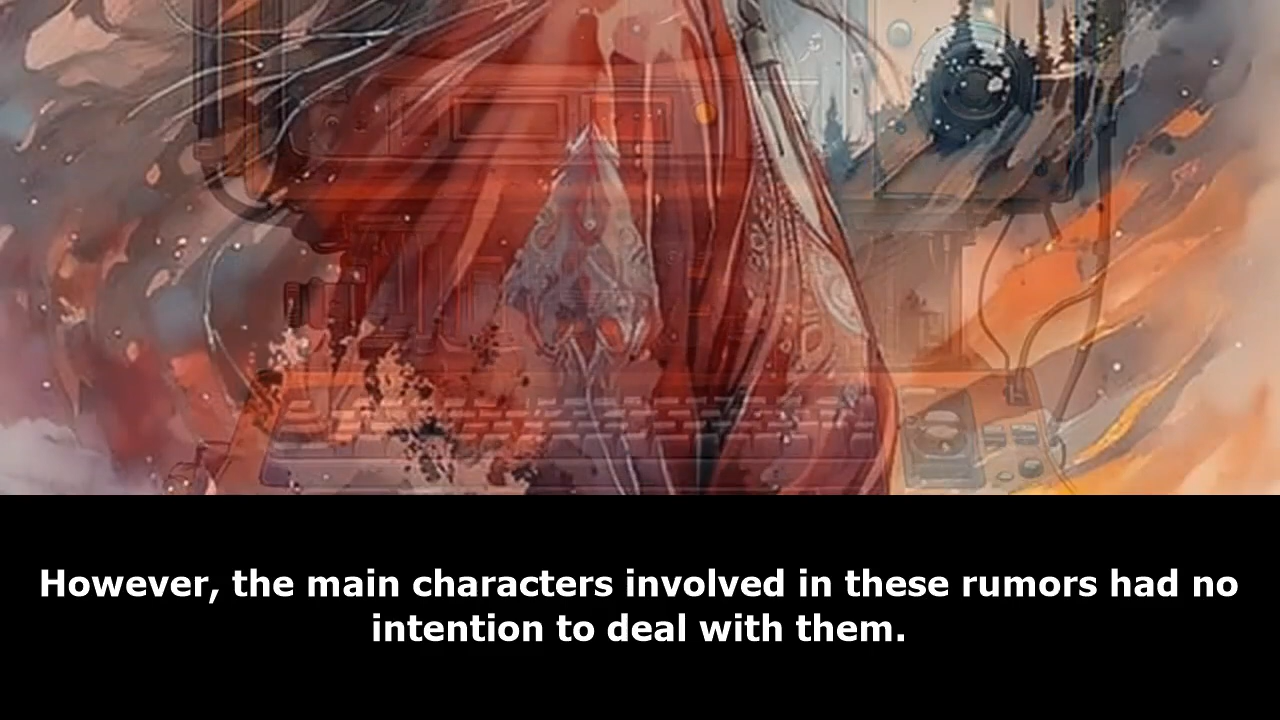 However, the main characters involved in these rumors had no
intention to deal with them.